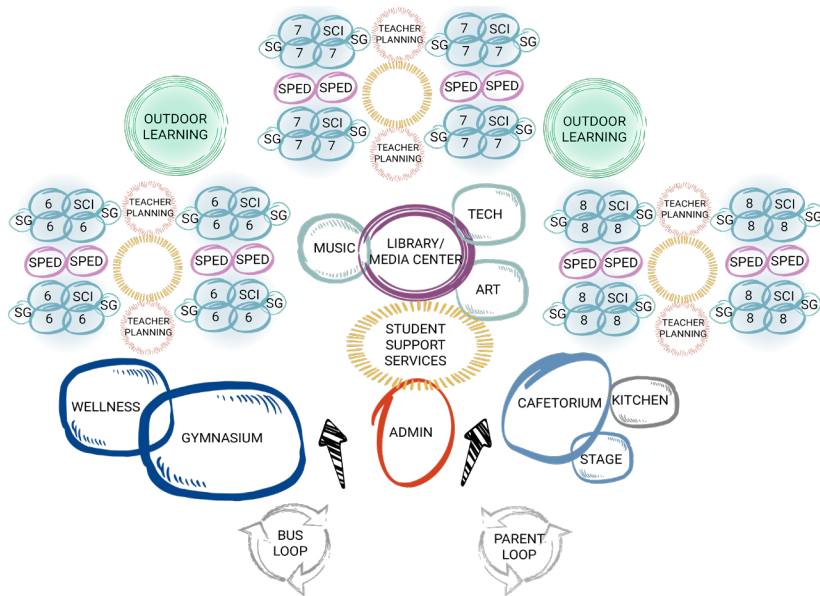 7 SCI
SG 7 7 SG
TEACHER
PLANNING
7 SCI
SG 7 7 SG
SPED SPED
SPED SPED
7 SCI
SG 7 7 SG
TEACHER
PLANNING
7 SCI
SG 7 7 SG
OUTDOOR
LEARNING
OUTDOOR
LEARNING
6 SCI
SG 6 6 SG
TEACHER
PLANNING
6 SCI
SG 6 6 SG
SPED SPED
SPED SPED
6 SCI
SG 6 6 SG
TEACHER
PLANNING
6 SCI
SG 6 6 SG
MUSIC
LIBRARY/
MEDIA CENTER
TECH
ART
STUDENT
SUPPORT
SERVICES
8 SCI
SG 8 8 SG
TEACHER
PLANNING
8 SCI
SG 8 8 SG
SPED SPED
SPED SPED
8 SCI
SG 8 8 SG
TEACHER
PLANNING
8 SCI
SG 8 8 SG
WELLNESS
GYMNASIUM
ADMIN
CAFETORIUM
KITCHEN
STAGE
BUS
LOOP
PARENT
LOOP